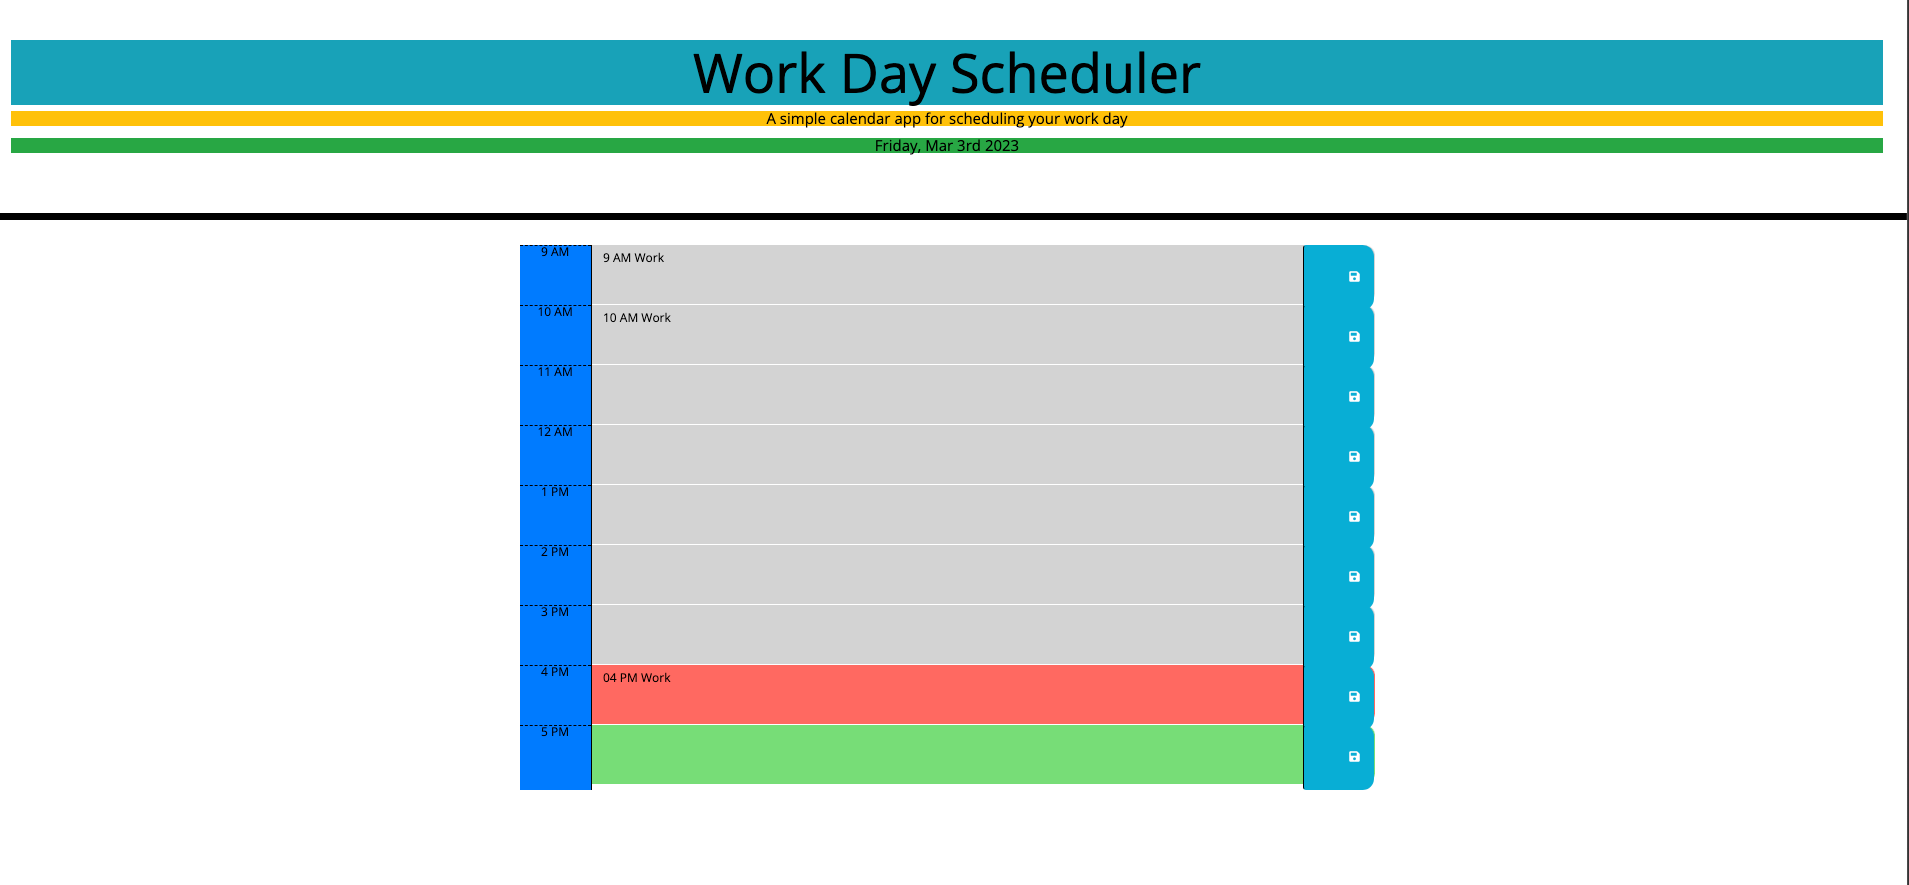 Work Day Scheduler
A simple calendar app for scheduling your work day
Friday, Mar 3rd 2023
9 AM
9 AM Work
10 AM
10 AM Work
11 AM
12 AM
1 PM
2 PM
3 PM
4 PM
04 PM Work
5 PM